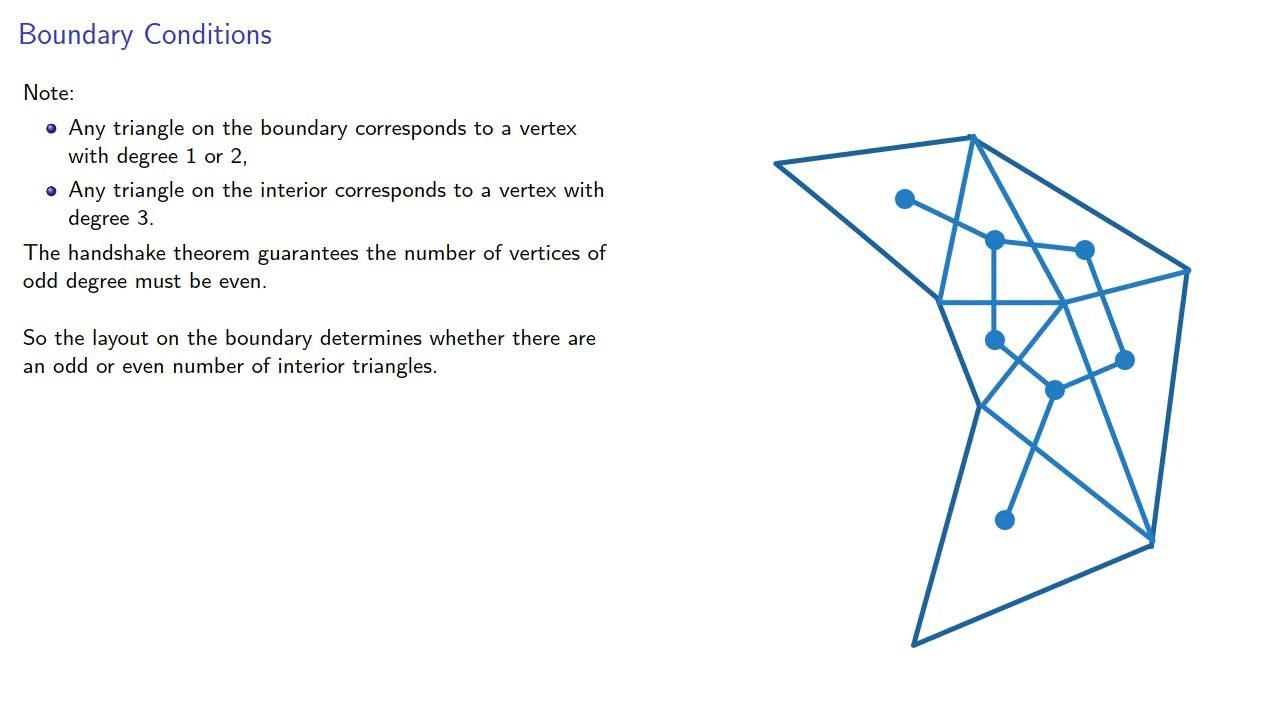 Boundary Conditions
Note:
Any triangle on the boundary corresponds to a vertex
with degree 1 or 2,
Any triangle on the interior corresponds to a vertex with
degree 3.
The handshake theorem guarantees the number of vertices of
odd degree must be even.
So the layout on the boundary determines whether there are
an odd or even number of interior triangles.